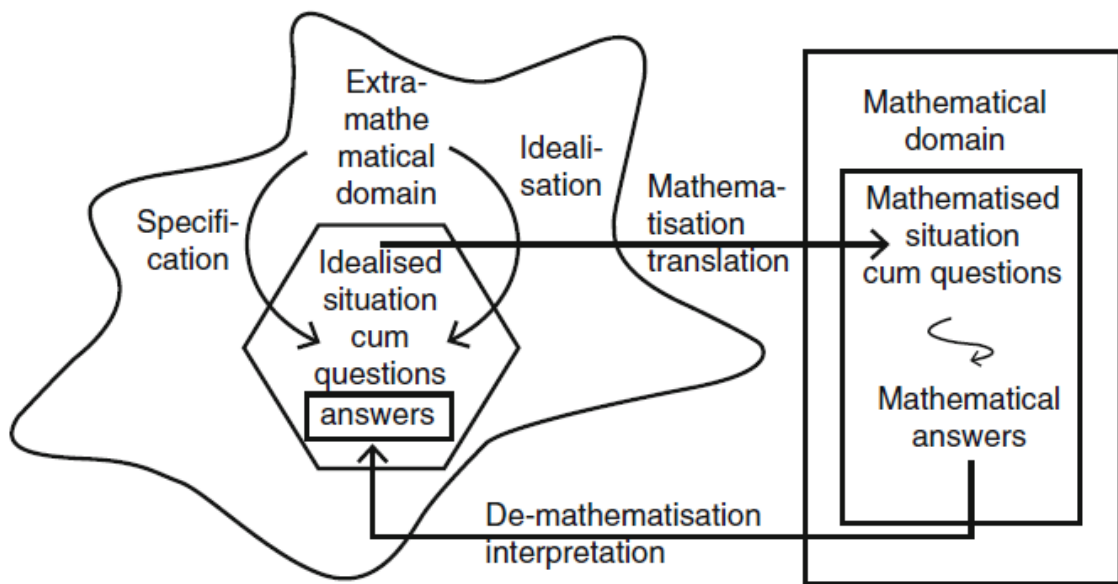 Extra-
mathe
matical
domain
Ideali-
sation
Specifi-
cation
Idealised
situation
cum
questions
answers
Mathema-
tisation
translation
Mathematical
domain
Mathematised
situation
cum questions
Mathematical
answers
De-mathematisation
interpretation